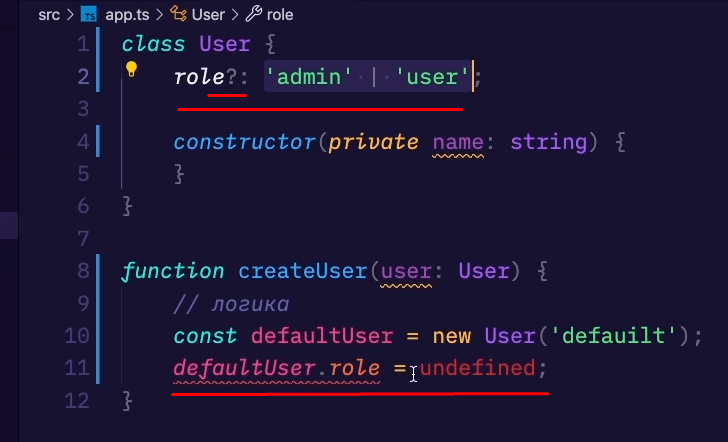 src > TS app.ts > User > role
1 class User {
2 role?: 'admin' | 'user';
3
4 constructor(private name: string) {
5 }
6 }
7
8 function createUser(user: User) {
9 // логика
10 const defaultUser = new User('defauilt');
11 defaultUser.role = undefined;
12 }